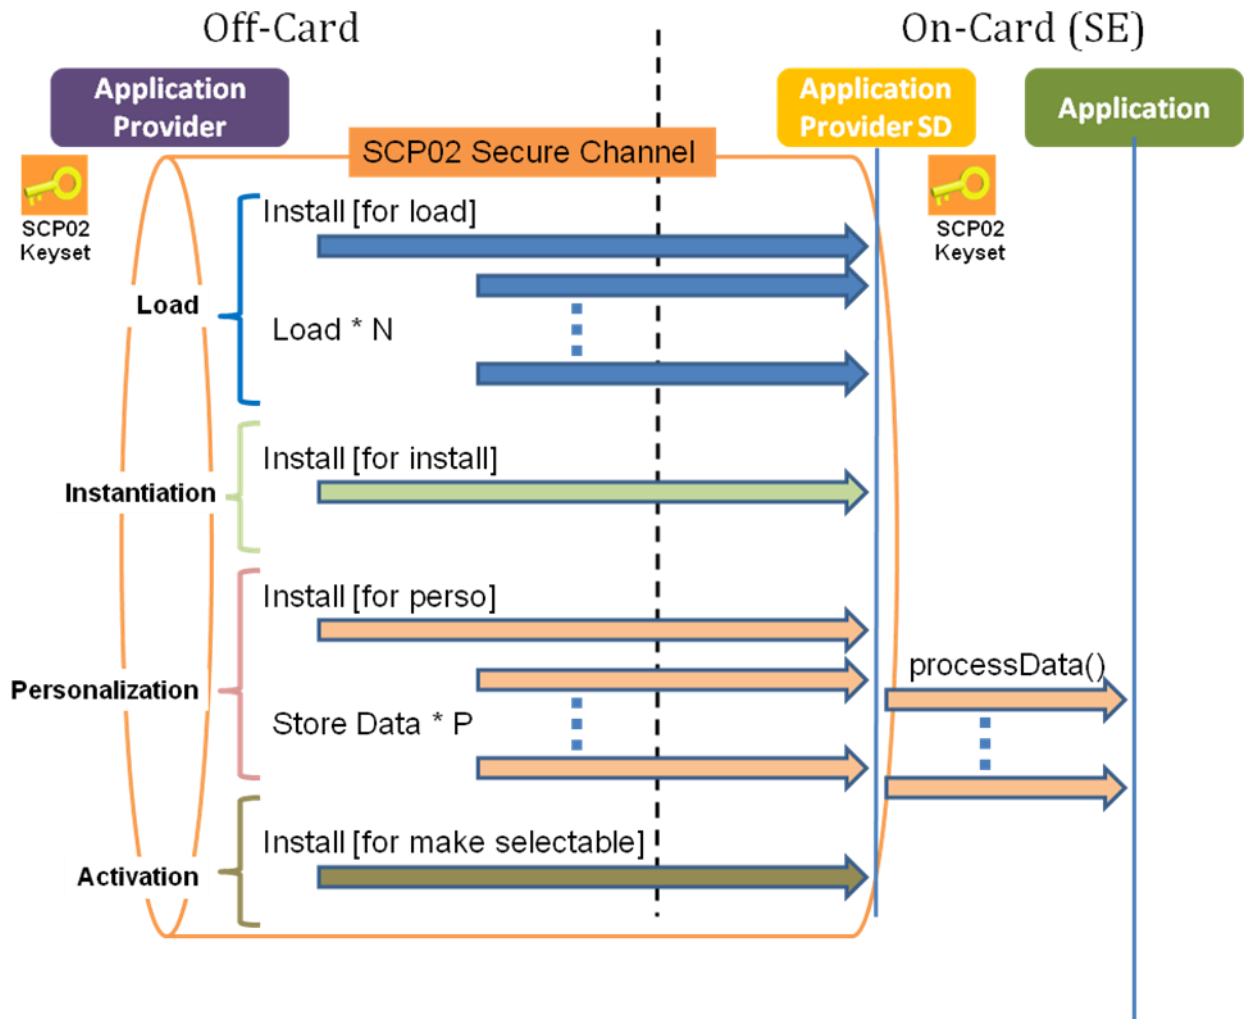 Off-Card
On-Card (SE)
Application
Provider
Application
Provider SD
Application
SCP02 Secure Channel
SCP02
Keyset
SCP02
Keyset
Install [for load]
Load
Load * N
Install [for install]
Instantiation
Install [for perso]
processData()
Personalization
Store Data * P
Install [for make selectable]
Activation